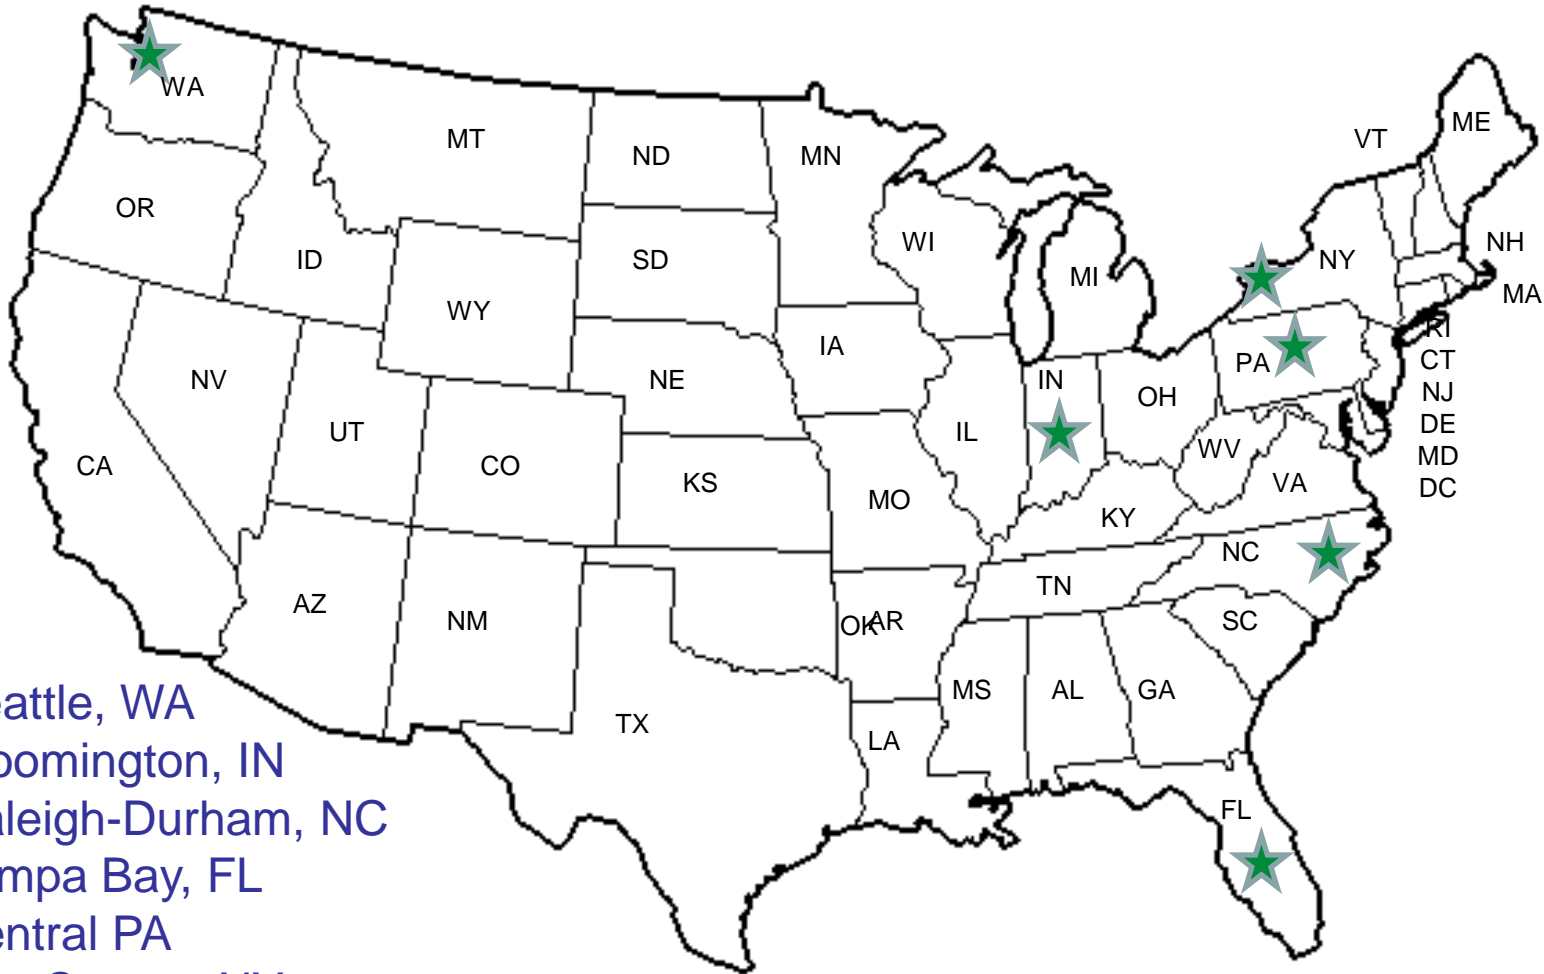 WA
MT
ND
MN
VT
ME
OR
ID
SD
WI
NY
NH
WY
MI
MA
RI
NV
NE
IA
IN
PA
CT
OH
NJ
UT
CO
IL
DE
CA
KS
MO
WV
MD
VA
DC
KY
NC
AZ
NM
OK
AR
TN
SC
TX
LA
MS
AL
GA
FL
eattle, WA
oomington, IN
aleigh-Durham, NC
mpa Bay, FL
entral PA
NY